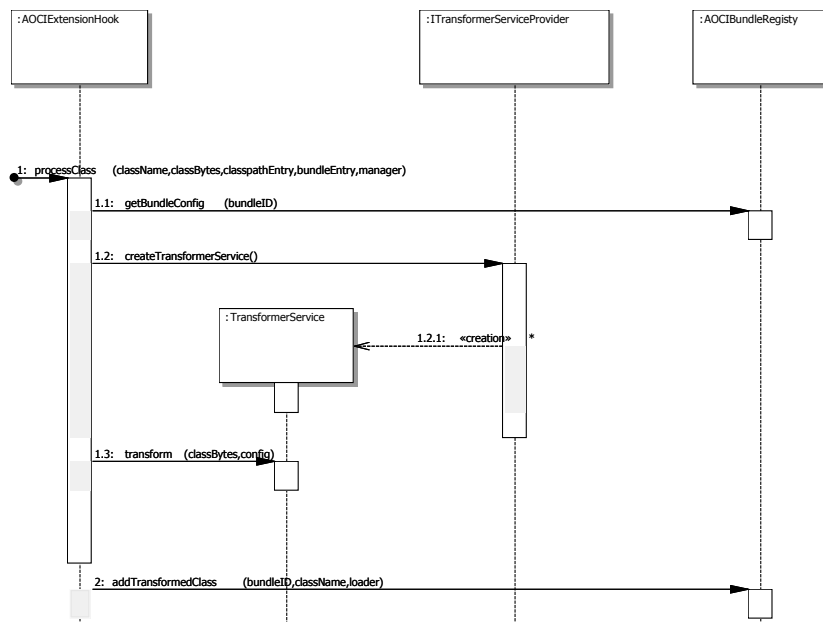 :AOCIExtensionHook
:ITransformerServiceProvider
:AOCIBundleRegisty
1: processClass (className,classBytes,classpathEntry,bundleEntry,manager)
1.1: getBundleConfig (bundleID)
1.2: createTransformerService()
:TransformerService
1.2.1: «creation» *
1.3: transform (classBytes,config)
2: addTransformedClass (bundleID,className,loader)